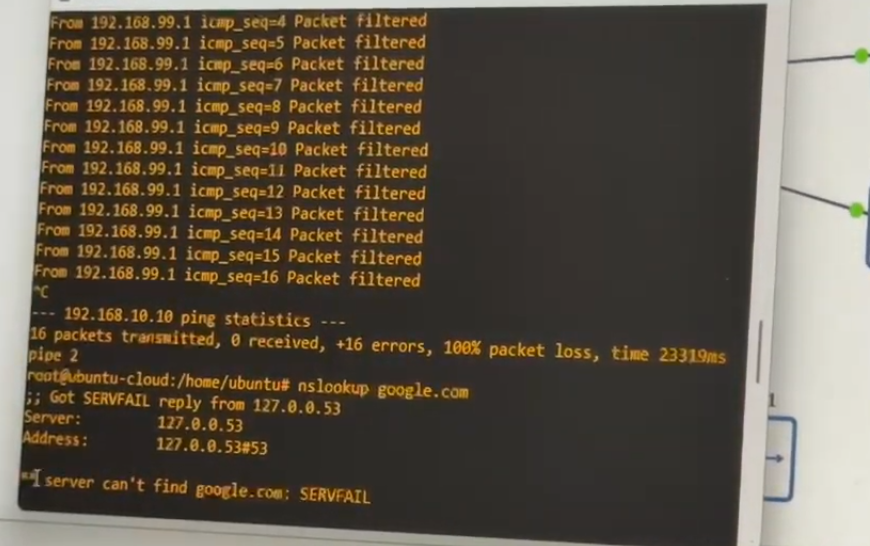 From 192.168.99.1 icmp_seq=4 Packet filtered
From 192.168.99.1 icmp_seq=5 Packet filtered
From 192.168.99.1 icmp_seq=6 Packet filtered
From 192.168.99.1 icmp_seq=7 Packet filtered
From 192.168.99.1 icmp_seq=8 Packet filtered
From 192.168.99.1 icmp_seq=9 Packet filtered
From 192.168.99.1 icmp_seq=10 Packet filtered
From 192.168.99.1 icmp_seq=11 Packet filtered
From 192.168.99.1 icmp_seq=12 Packet filtered
From 192.168.99.1 icmp_seq=13 Packet filtered
From 192.168.99.1 icmp_seq=14 Packet filtered
From 192.168.99.1 icmp_seq=15 Packet filtered
From 192.168.99.1 icmp_seq=16 Packet filtered
^C
--- 192.168.10.10 ping statistics ---
16 packets transmitted, 0 received, +16 errors, 100% packet loss, time 23319ms
pipe 2
root@ubuntu-cloud:/home/ubuntu# nslookup google.com
;; Got SERVFAIL reply from 127.0.0.53
Server: 127.0.0.53
Address: 127.0.0.53#53
** server can't find google.com: SERVFAIL
1